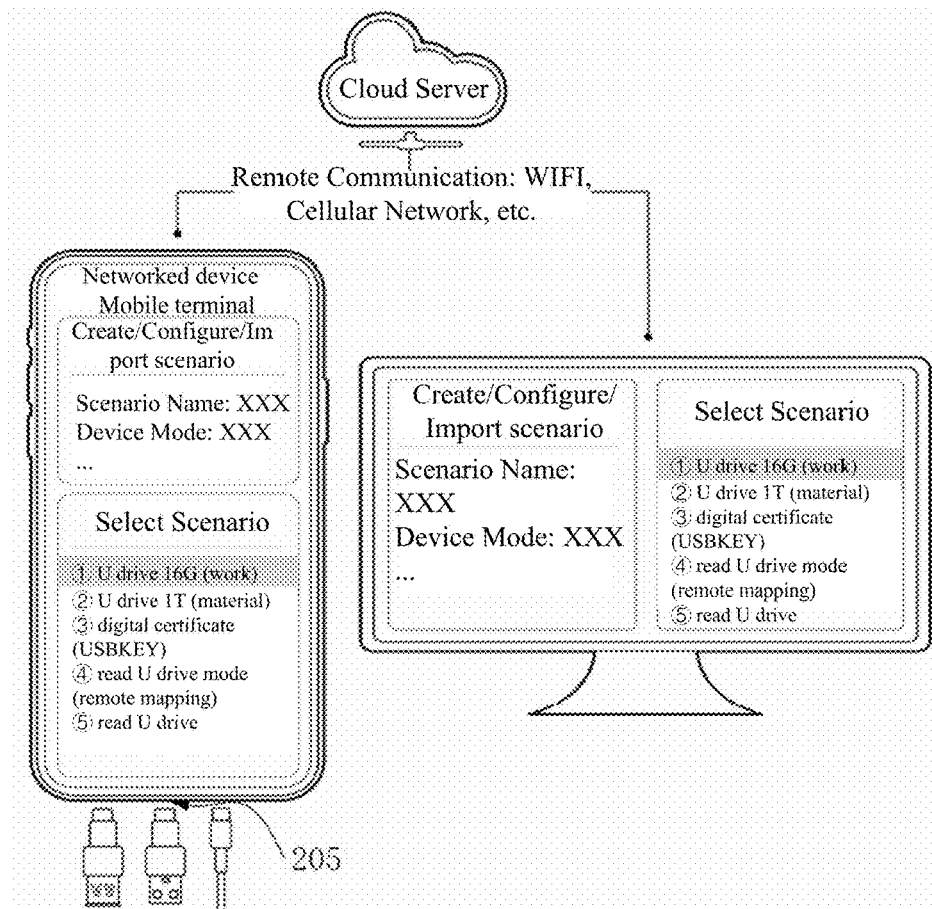 Cloud Server
Remote Communication: WIFI,
Cellular Network, etc.
Networked device
Mobile terminal
Create/Configure/Im
port scenario
Scenario Name: XXX
Device Mode: XXX
...
Select Scenario
① U drive 16G (work)
② U drive 1T (material)
③ digital certificate
(USBKEY)
④ read U drive mode
(remote mapping)
⑤ read U drive
205
Create/Configure/
Import scenario
Scenario Name:
XXX
Device Mode: XXX
...
Select Scenario
① U drive 16G (work)
② U drive 1T (material)
③ digital certificate
(USBKEY)
④ read U drive mode
(remote mapping)
⑤ read U drive